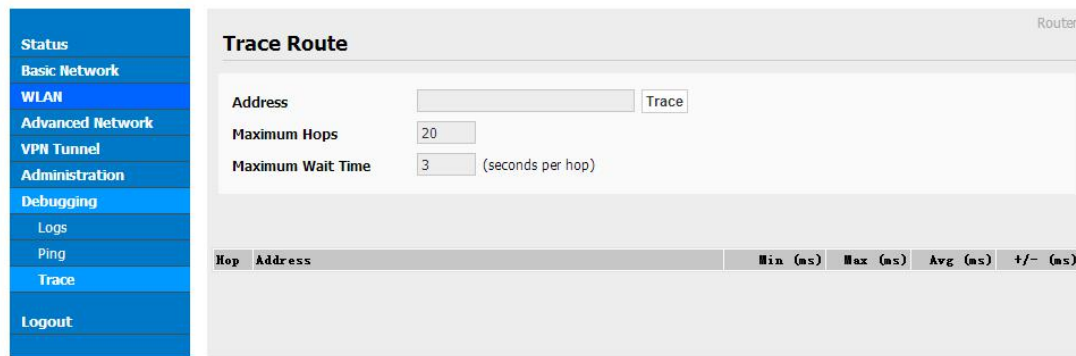 Router
Status
Basic Network
WLAN
Advanced Network
VPN Tunnel
Administration
Debugging
Logs
Ping
Trace
Logout
Trace Route
Address Trace
Maximum Hops 20
Maximum Wait Time 3 (seconds per hop)
Hop Address Min (ms) Max (ms) Avg (ms) +/- (ms)